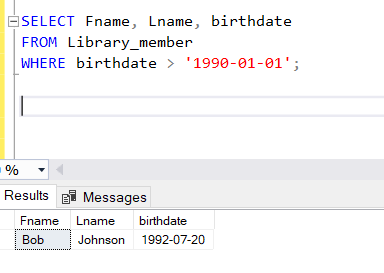 SELECT Fname, Lname, birthdate
FROM Library_member
WHERE birthdate > '1990-01-01';
%
Results Messages
Fname Lname birthdate
Bob Johnson 1992-07-20